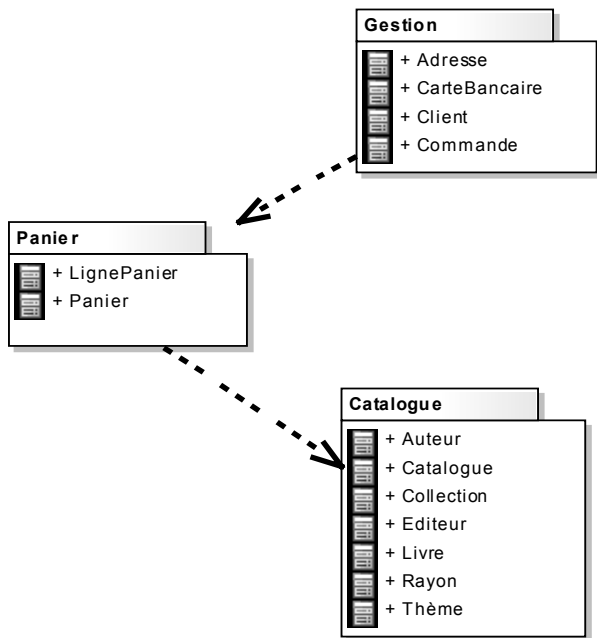 Gestion
+ Adresse
+ CarteBancaire
+ Client
+ Commande
Panier
+ LignePanier
+ Panier
Catalogue
+ Auteur
+ Catalogue
+ Collection
+ Editeur
+ Livre
+ Rayon
+ Thème